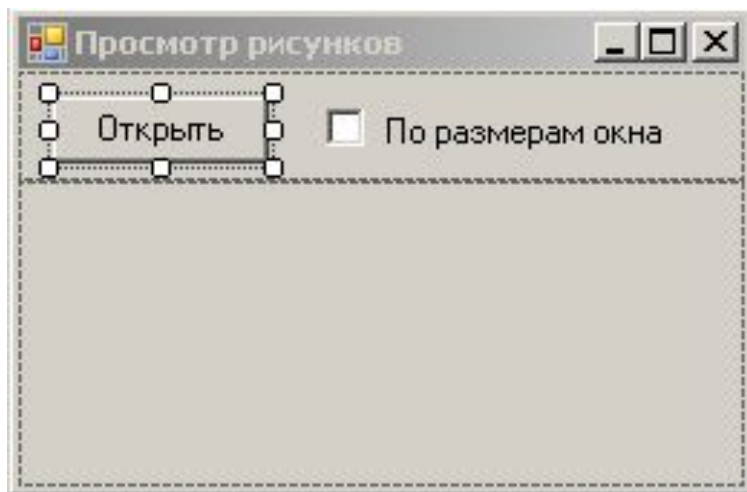 Просмотр рисунков
Открыть
По размерам окна